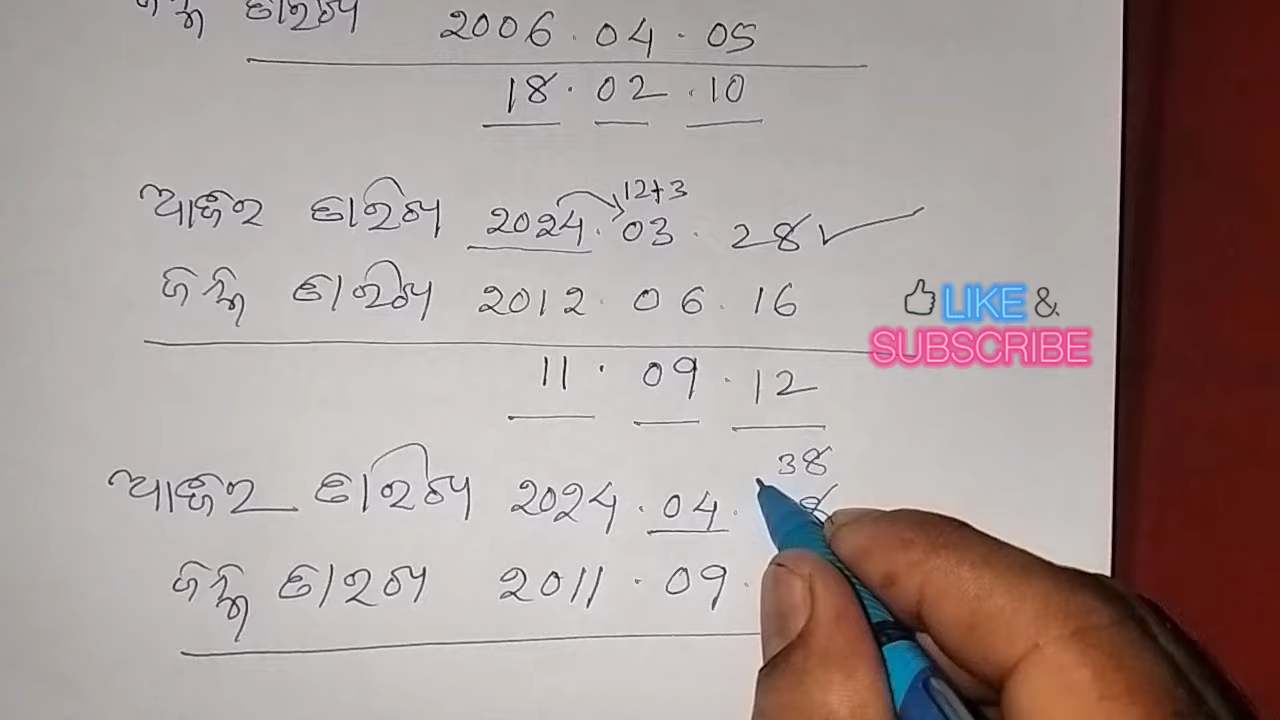 ଜନ୍ମ ତାରିଖ 2006.04.05
18.02.10
12+3
ଆଜିର ତାରିଖ 2024.03.28
ଜନ୍ମ ତାରିଖ 2012.06.16
LIKE &
SUBSCRIBE
11.09.12
38
ଆଜିର ତାରିଖ 2024.04.
ଜନ୍ମ ତାରିଖ 2011.09.